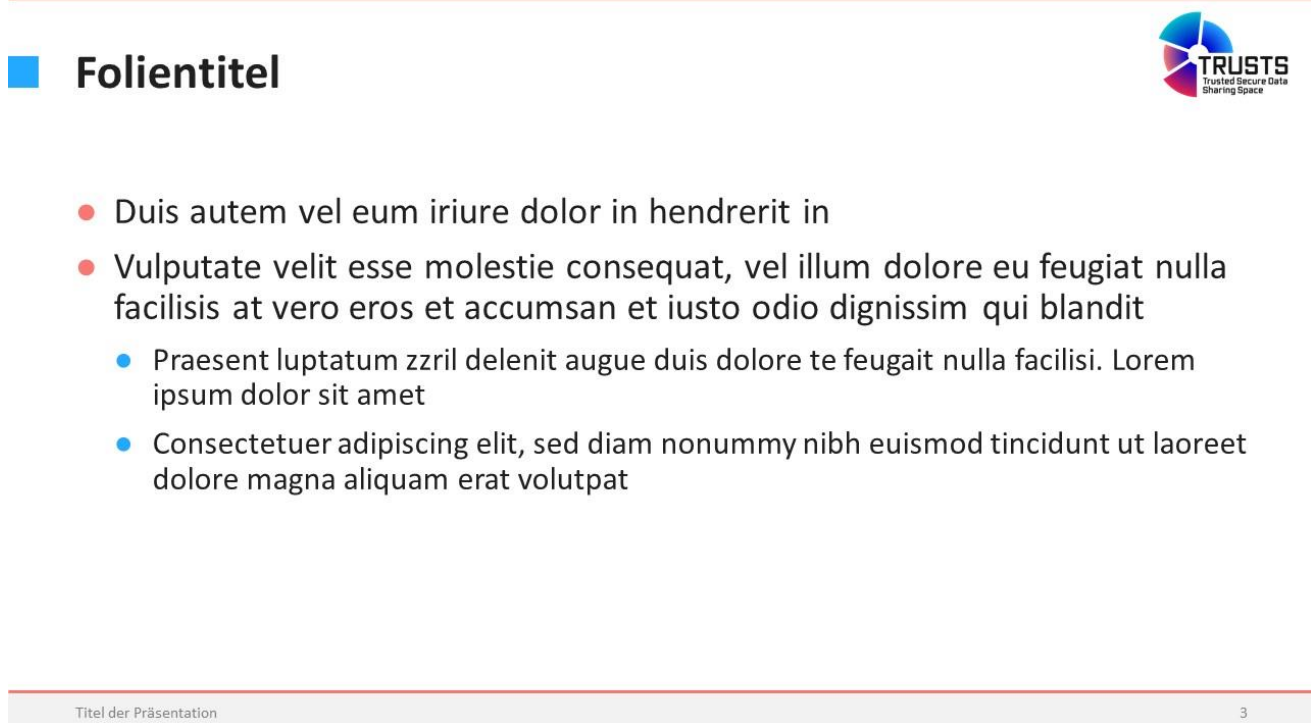 Folientitel
TRUSTS
Trusted Secure Data
Sharing Space
Duis autem vel eum iriure dolor in hendrerit in
Vulputate velit esse molestie consequat, vel illum dolore eu feugiat nulla
facilisis at vero eros et accumsan et iusto odio dignissim qui blandit
Praesent luptatum zzril delenit augue duis dolore te feugait nulla facilisi. Lorem
ipsum dolor sit amet
Consectetuer adipiscing elit, sed diam nonummy nibh euismod tincidunt ut laoreet
dolore magna aliquam erat volutpat
Titel der Präsentation
3